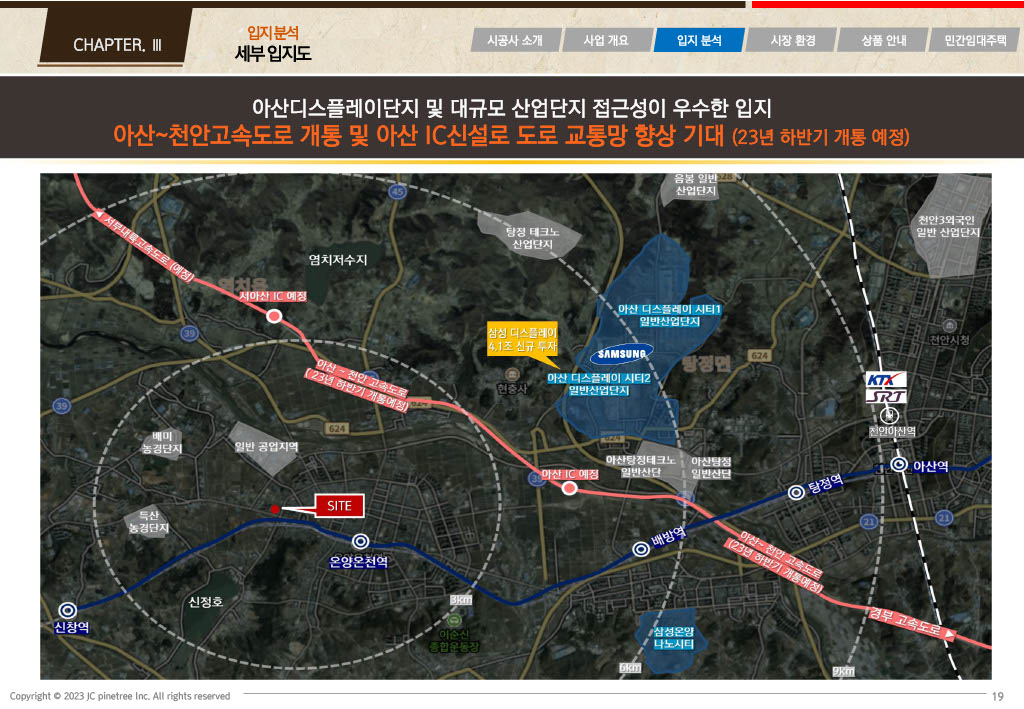 CHAPTER. Ⅲ
입지 분석
세부 입지도
시공사 소개
사업 개요
입지 분석
시장 환경
상품 안내
민간임대주택
아산디스플레이단지 및 대규모 산업단지 접근성이 우수한 입지
아산~천안고속도로 개통 및 아산 IC신설로 도로 교통망 향상 기대 (23년 하반기 개통 예정)
음봉 일반
산업단지
45
628
◀ 서부내륙고속도로 (예정)
탕정 테크노
산업단지
천안3외국인
일반 산업단지
염치저수지
염치읍
서아산 IC 예정
아산 디스플레이 시티1
일반산업단지
39
삼성 디스플레이
4.1조 신규 투자
SAMSUNG
탕정면
624
천안시청
아산 ~ 천안 고속도로
( 23년 하반기 개통예정)
현충사
아산 디스플레이 시티2
일반산업단지
KTX
SRT
천안아산역
39
624
624
배미
농경단지
일반 공업지역
아산탕정테크노
일반산단
아산탕정
일반산단
아산역
아산 IC 예정
39
탕정역
SITE
득산
농경단지
21
21
온양온천역
배방역
아산 ~ 천안 고속도로
(23년 하반기 개통예정)
신정호
3km
신창역
경부 고속도로 ▶
이순신
종합운동장
삼성온양
나노시티
6km
9km
Copyright © 2023 JC pinetree Inc. All rights reserved
19